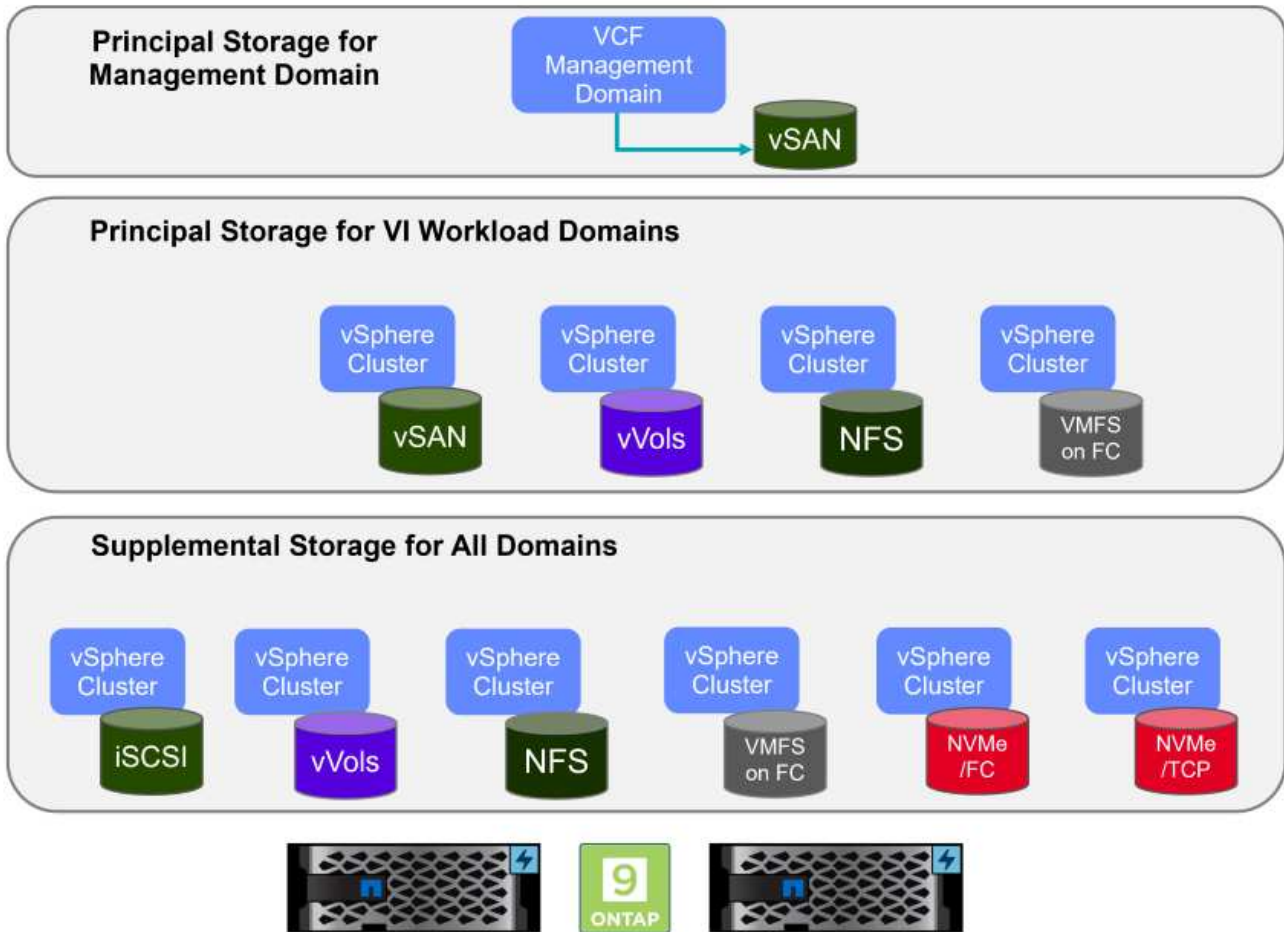 Principal Storage for
Management Domain
VCF
Management
Domain
vSAN
Principal Storage for VI Workload Domains
vSphere
Cluster
vSAN
vSphere
Cluster
vVols
vSphere
Cluster
NFS
vSphere
Cluster
VMFS
on FC
Supplemental Storage for All Domains
vSphere
Cluster
iSCSI
vSphere
Cluster
vVols
vSphere
Cluster
NFS
vSphere
Cluster
VMFS
on FC
vSphere
Cluster
NVMe
/FC
vSphere
Cluster
NVMe
/TCP
9
ONTAP